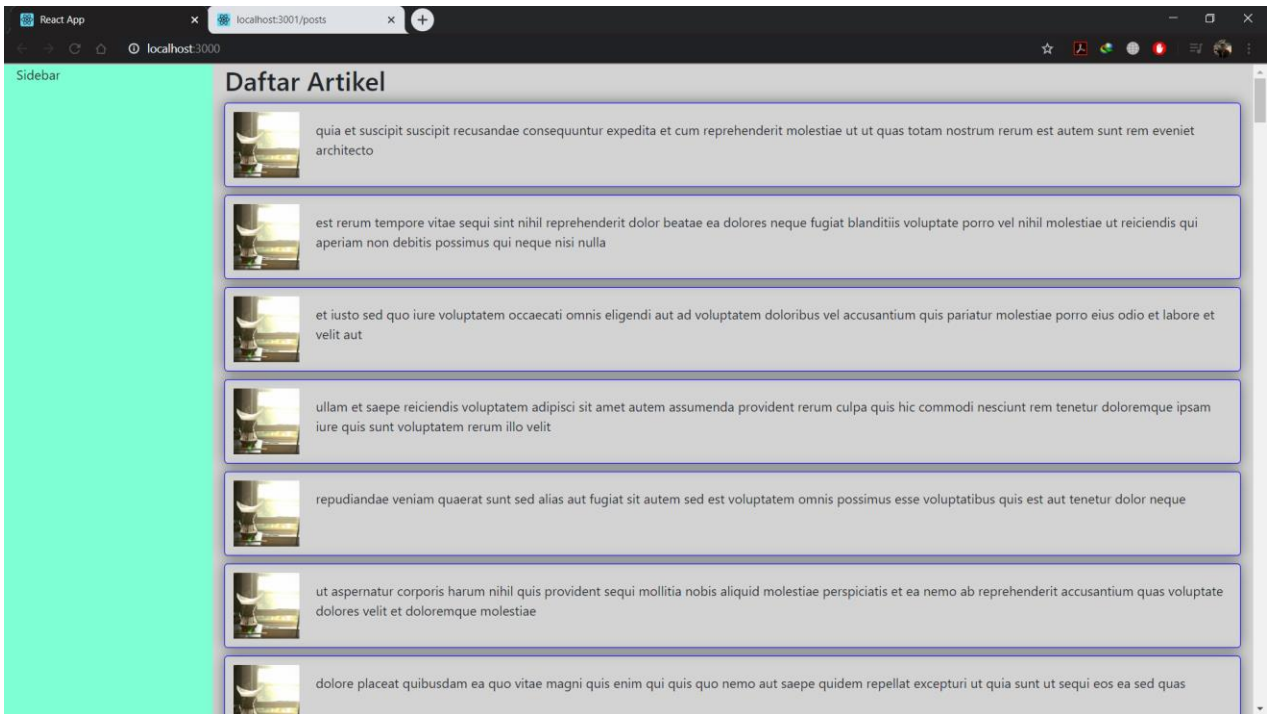 React App
localhost:3001/posts
localhost:3000
Sidebar
Daftar Artikel
quia et suscipit suscipit recusandae consequuntur expedita et cum reprehenderit molestiae ut ut quas totam nostrum rerum est autem sunt rem eveniet
architecto
est rerum tempore vitae sequi sint nihil reprehenderit dolor beatae ea dolores neque fugiat blanditiis voluptate porro vel nihil molestiae ut reiciendis qui
aperiam non debitis possimus qui neque nisi nulla
et iusto sed quo iure voluptatem occaecati omnis eligendi aut ad voluptatem doloribus vel accusantium quis pariatur molestiae porro eius odio et labore et
velit aut
ullam et saepe reiciendis voluptatem adipisci sit amet autem assumenda provident rerum culpa quis hic commodi nesciunt rem tenetur doloremque ipsam
iure quis sunt voluptatem rerum illo velit
repudiandae veniam quaerat sunt sed alias aut fugiat sit autem sed est voluptatem omnis possimus esse voluptatibus quis est aut tenetur dolor neque
ut aspernatur corporis harum nihil quis provident sequi mollitia nobis aliquid molestiae perspiciatis et ea nemo ab reprehenderit accusantium quas voluptate
dolores velit et doloremque molestiae
dolore placeat quibusdam ea quo vitae magni quis enim qui quis quo nemo aut saepe quidem repellat excepturi ut quia sunt ut sequi eos ea sed quas